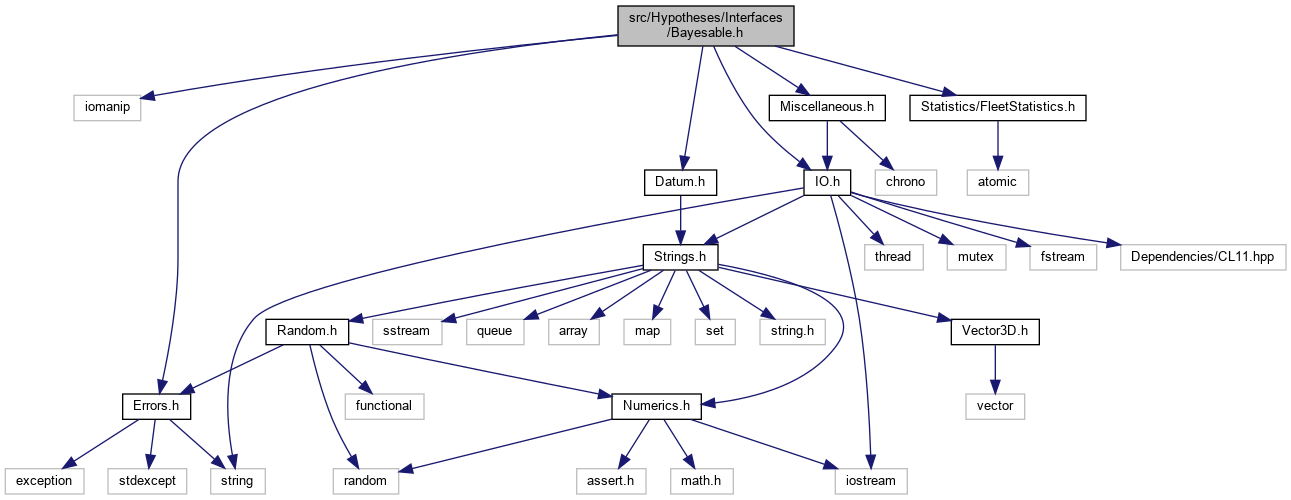 src/Hypotheses/Interfaces
/Bayesable.h
iomanip
Miscellaneous.h
Statistics/FleetStatistics.h
Datum.h
IO.h
chrono
atomic
Strings.h
thread
mutex
fstream
Dependencies/CL11.hpp
Random.h
sstream
queue
array
map
set
string.h
Vector3D.h
Errors.h
functional
Numerics.h
vector
exception
stdexcept
string
random
assert.h
math.h
iostream